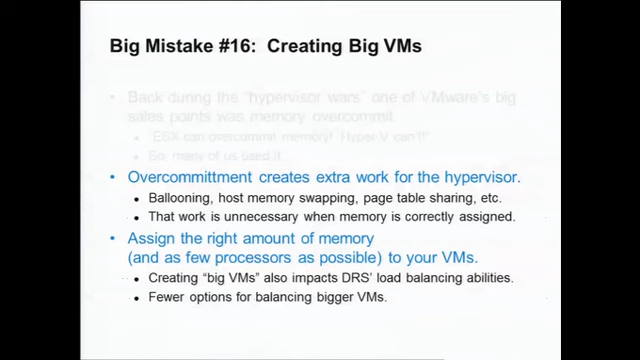 Big Mistake #16: Creating Big VMs
Back during the "hypervisor wars" one of VMware's big
sales points was memory overcommit.
"ESX can overcommit memory! Hyper-V can't!"
So, many of us used it...
Overcommittment creates extra work for the hypervisor.
Ballooning, host memory swapping, page table sharing, etc.
That work is unnecessary when memory is correctly assigned.
Assign the right amount of memory
(and as few processors as possible) to your VMs.
Creating "big VMs" also impacts DRS' load balancing abilities.
Fewer options for balancing bigger VMs.